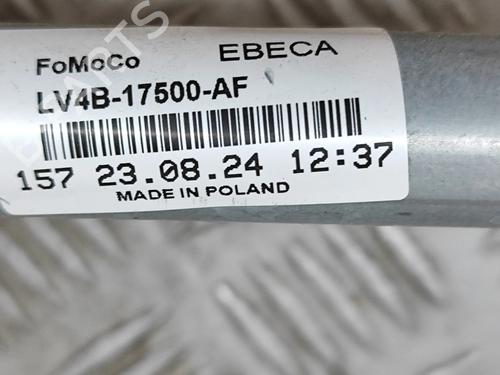 FoMoCo EBECA
LV4B-17500-AF
157 23.08.24 12:37
MADE IN POLAND